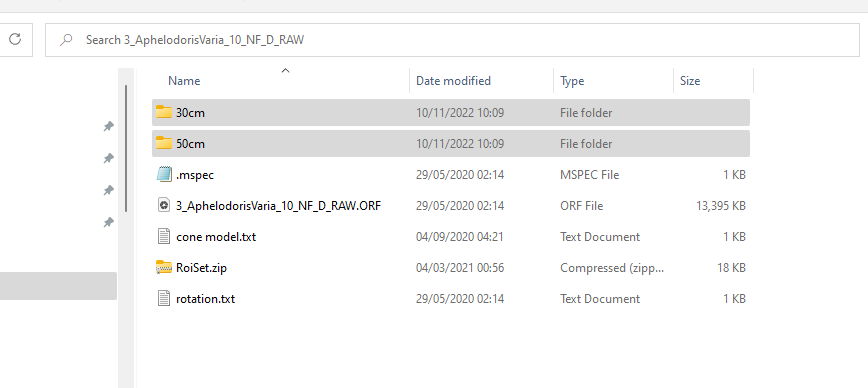 Search 3_AphelodorisVaria_10_NF_D_RAW
Name Date modified Type Size
30cm 10/11/2022 10:09 File folder
50cm 10/11/2022 10:09 File folder
.mspec 29/05/2020 02:14 MSPEC File 1 KB
3_AphelodorisVaria_10_NF_D_RAW.ORF 29/05/2020 02:14 ORF File 13,395 KB
cone model.txt 04/09/2020 04:21 Text Document 1 KB
RoiSet.zip 04/03/2021 00:56 Compressed (zipp... 18 KB
rotation.txt 29/05/2020 02:14 Text Document 1 KB